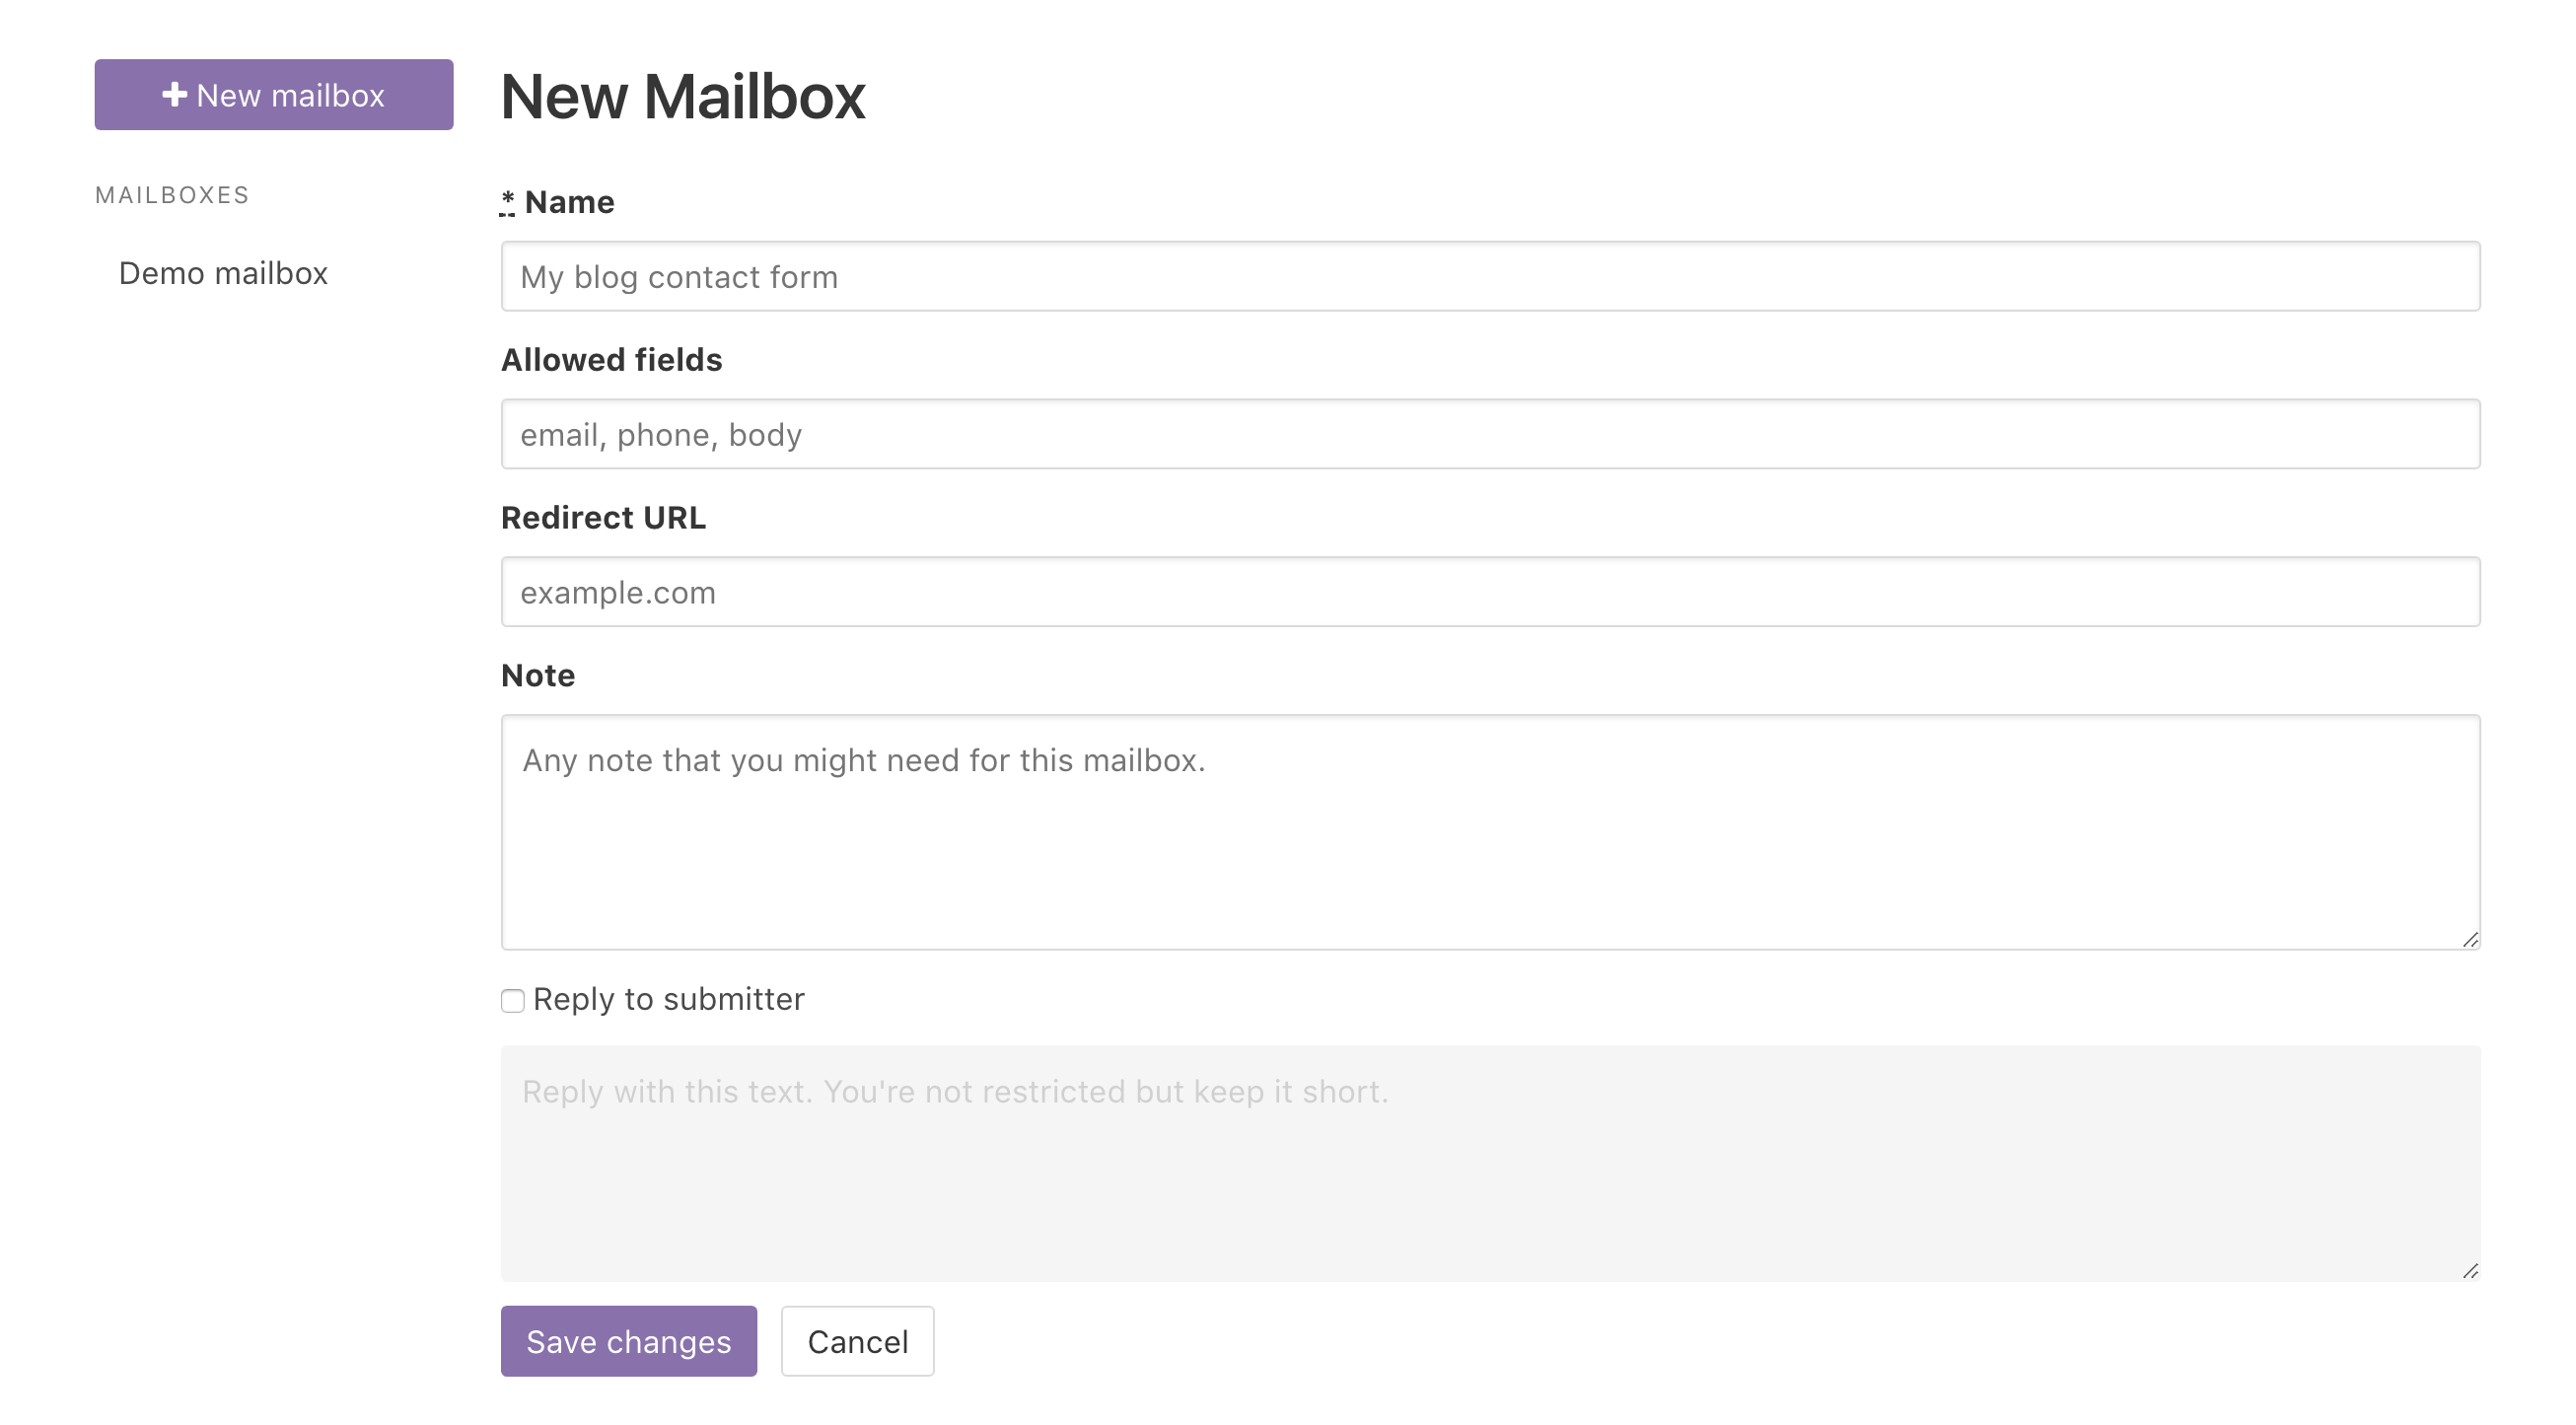 New mailbox
MAILBOXES
Demo mailbox
New Mailbox
* Name
My blog contact form
Allowed fields
email, phone, body
Redirect URL
example.com
Note
Any note that you might need for this mailbox.
Reply to submitter
Reply with this text. You're not restricted but keep it short.
Save changes
Cancel